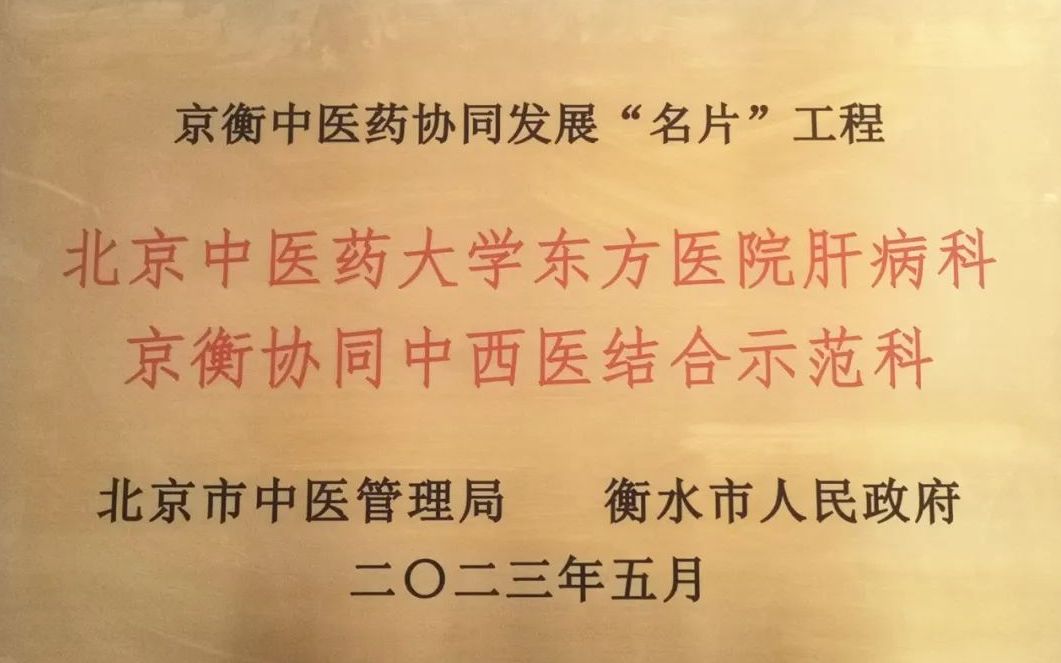 京衡中医药协同发展“名片”工程
北京中医药大学东方医院肝病科
京衡协同中西医结合示范科
北京市中医管理局 衡水市人民政府
二〇二三年五月